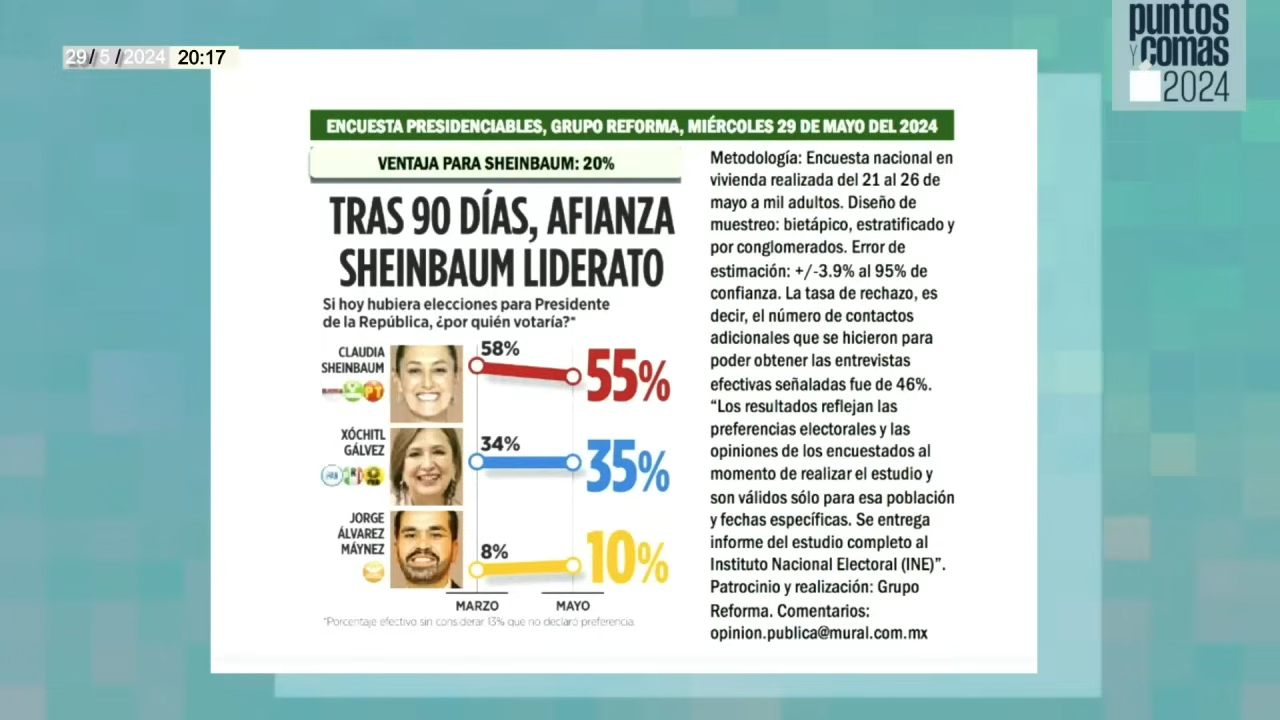 29/5/2024 20:17
puntos
Y comas
2024
ENCUESTA PRESIDENCIABLES, GRUPO REFORMA, MIÉRCOLES 29 DE MAYO DEL 2024
VENTAJA PARA SHEINBAUM: 20%
TRAS 90 DÍAS, AFIANZA
SHEINBAUM LIDERATO
Si hoy hubiera elecciones para Presidente
de la República, ¿por quién votaría?*
CLAUDIA
SHEINBAUM
PT
58%
55%
XÓCHITL
GÁLVEZ
34%
35%
JORGE
ÁLVAREZ
MÁYNEZ
8%
10%
MARZO
MAYO
*Porcentaje efectivo sin considerar 13% que no declaró preferencia.
Metodología: Encuesta nacional en
vivienda realizada del 21 al 26 de
mayo a mil adultos. Diseño de
muestreo: bietápico, estratificado y
por conglomerados. Error de
estimación: +/-3.9% al 95% de
confianza. La tasa de rechazo, es
decir, el número de contactos
adicionales que se hicieron para
poder obtener las entrevistas
efectivas señaladas fue de 46%.
“Los resultados reflejan las
preferencias electorales y las
opiniones de los encuestados al
momento de realizar el estudio y
son válidos sólo para esa población
y fechas específicas. Se entrega
informe del estudio completo al
Instituto Nacional Electoral (INE)”.
Patrocinio y realización: Grupo
Reforma. Comentarios:
opinion.publica@mural.com.mx